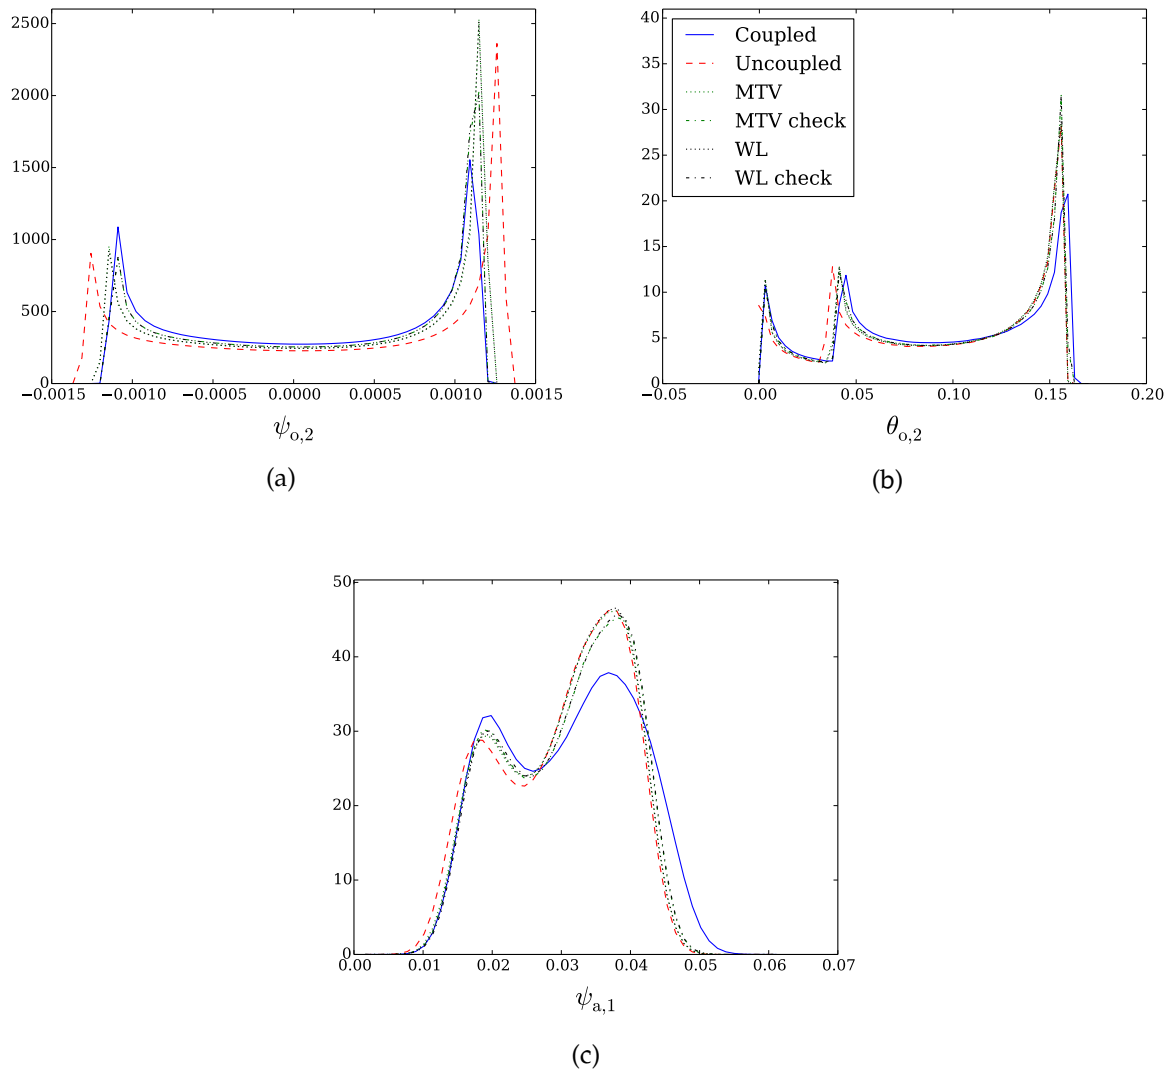 2500
2000
1500
1000
500
0
−0.0015 −0.0010 −0.0005 0.0000 0.0005 0.0010 0.0015
ψo,2
(a)
40
35
30
25
20
15
10
5
0
−0.05 0.00 0.05 0.10 0.15 0.20
Coupled
Uncoupled
MTV
MTV check
WL
WL check
θo,2
(b)
50
40
30
20
10
0
0.00 0.01 0.02 0.03 0.04 0.05 0.06 0.07
ψa,1
(c)